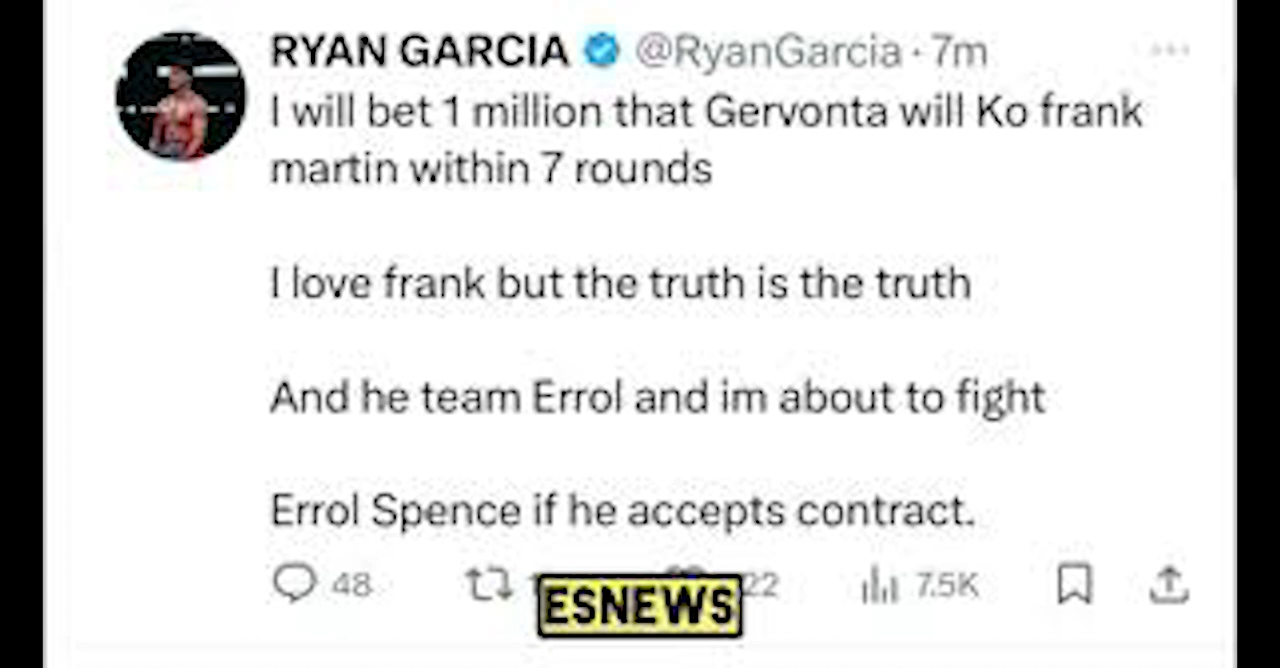 RYAN GARCIA @RyanGarcia · 7m
I will bet 1 million that Gervonta will Ko frank
martin within 7 rounds
I love frank but the truth is the truth
And he team Errol and im about to fight
Errol Spence if he accepts contract.
48 22 7.5K
ESNEWS